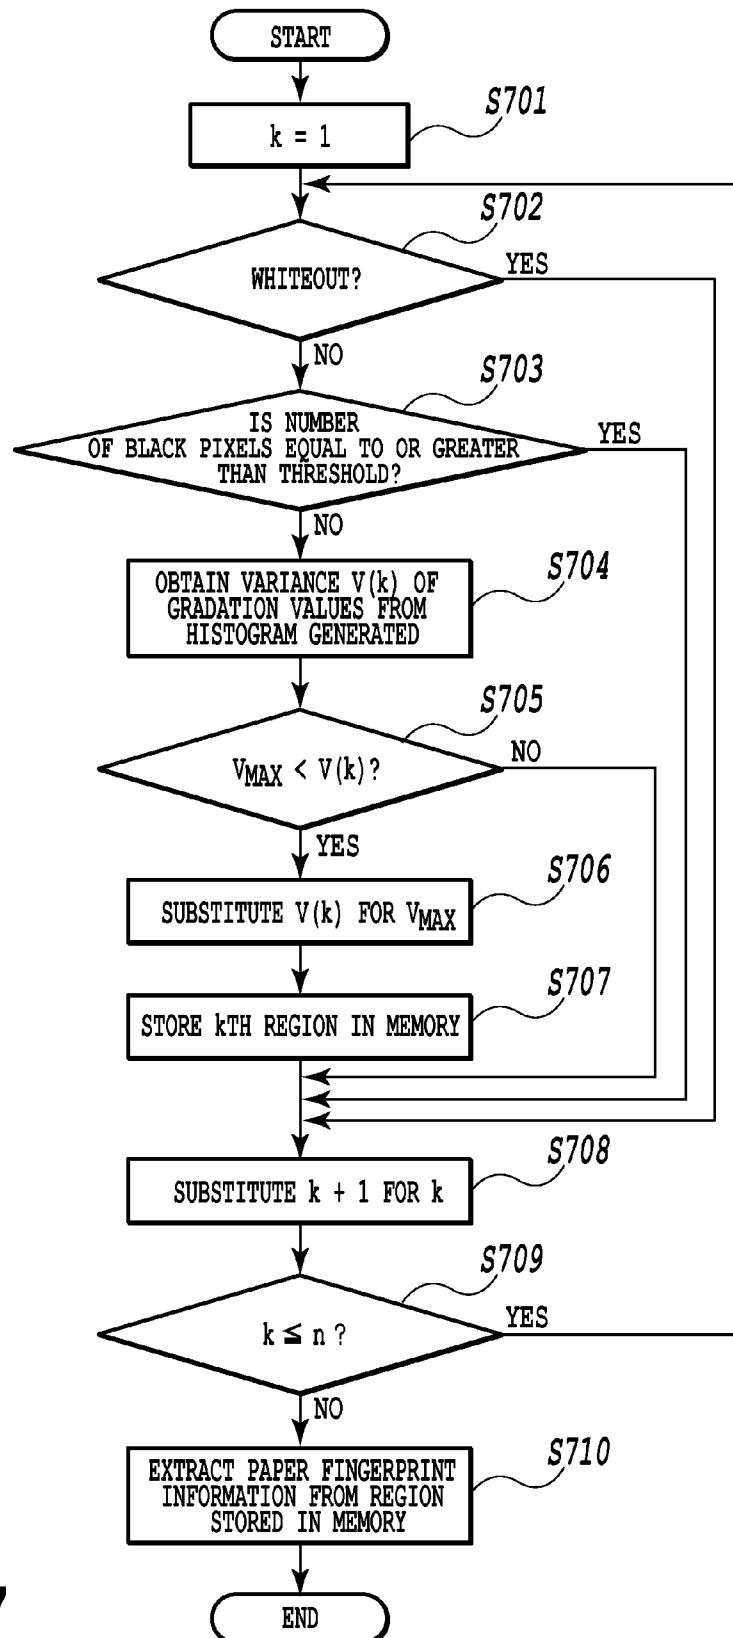 START
S701
k = 1
S702
WHITEOUT?
YES
NO
S703
IS NUMBER
OF BLACK PIXELS EQUAL TO OR GREATER
THAN THRESHOLD?
YES
NO
S704
OBTAIN VARIANCE V(k) OF
GRADATION VALUES FROM
HISTOGRAM GENERATED
S705
VMAX < V(k)?
NO
YES
S706
SUBSTITUTE V(k) FOR VMAX
S707
STORE kTH REGION IN MEMORY
S708
SUBSTITUTE k + 1 FOR k
S709
k ≦ n ?
YES
NO
S710
EXTRACT PAPER FINGERPRINT
INFORMATION FROM REGION
STORED IN MEMORY
END